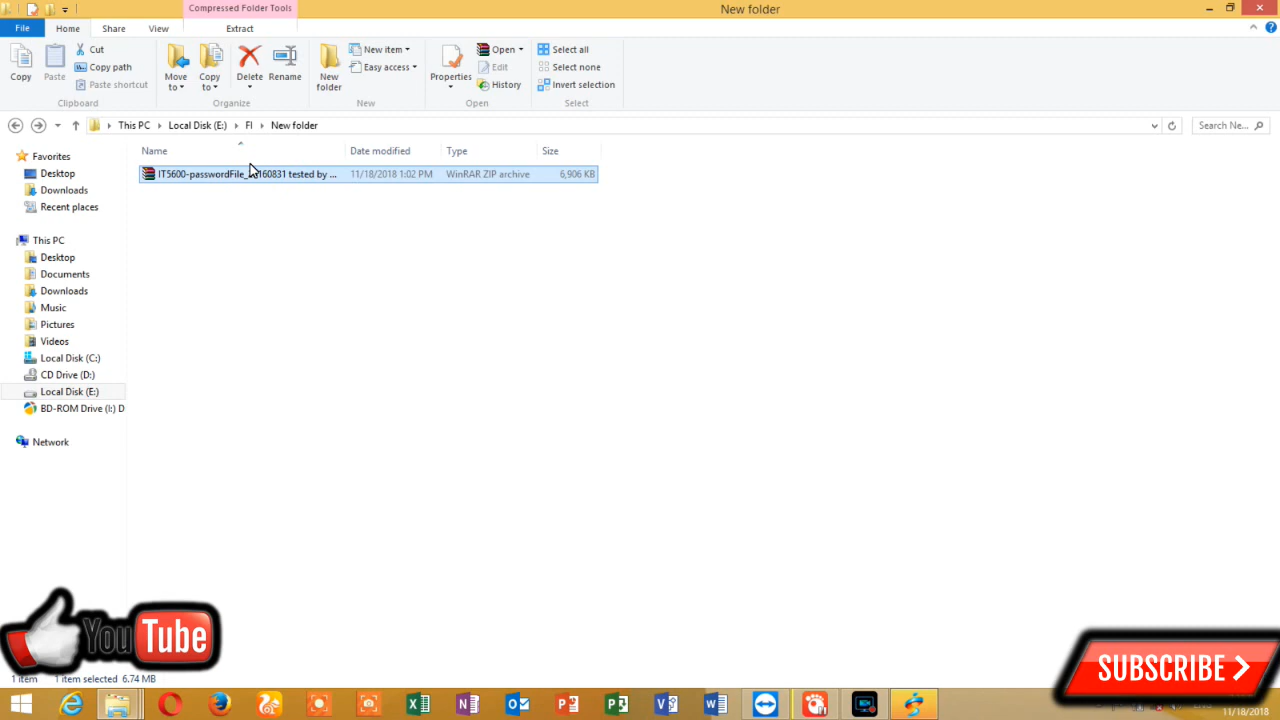 Compressed Folder Tools
New folder
File Home Share View Extract
Copy
Paste
Cut
Copy path
Paste shortcut
Clipboard
Move to
Copy to
Delete
Rename
Organize
New folder
New item
Easy access
New
Properties
Open
Edit
History
Open
Select all
Select none
Invert selection
Select
This PC Local Disk (E:) FI New folder
Search Ne...
Name Date modified Type Size
IT5600-passwordFile_ 160831 tested by ... 11/18/2018 1:02 PM WinRAR ZIP archive 6,906 KB
Favorites
Desktop
Downloads
Recent places
This PC
Desktop
Documents
Downloads
Music
Pictures
Videos
Local Disk (C:)
CD Drive (D:)
Local Disk (E:)
BD-ROM Drive (I:) D
Network
YouTube
SUBSCRIBE
1 item 1 item selected 6.74 MB
11/18/2018